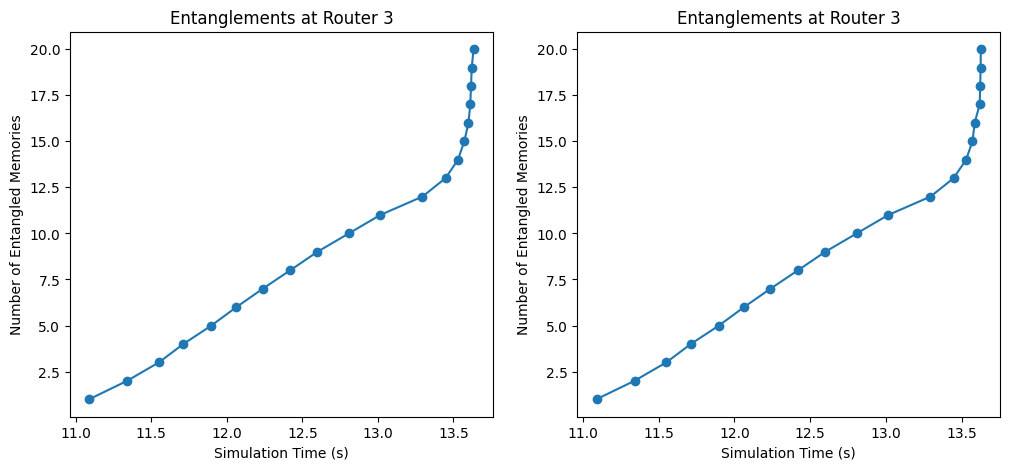 Entanglements at Router 3
Number of Entangled Memories
20.0
17.5
15.0
12.5
10.0
7.5
5.0
2.5
11.0 11.5 12.0 12.5 13.0 13.5
Simulation Time (s)
Entanglements at Router 3
Number of Entangled Memories
20.0
17.5
15.0
12.5
10.0
7.5
5.0
2.5
11.0 11.5 12.0 12.5 13.0 13.5
Simulation Time (s)